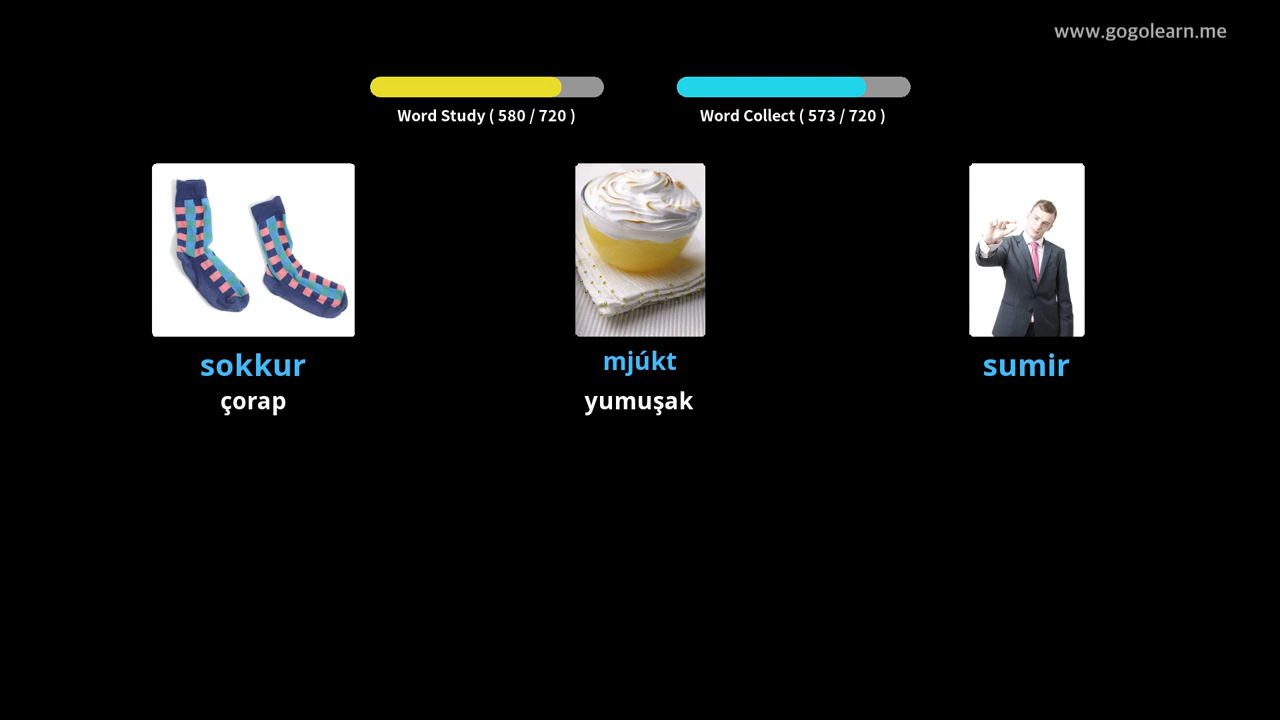 www.gogolearn.me
Word Study ( 580 / 720 )
Word Collect ( 573 / 720 )
sokkur
çorap
mjúkt
yumuşak
sumir